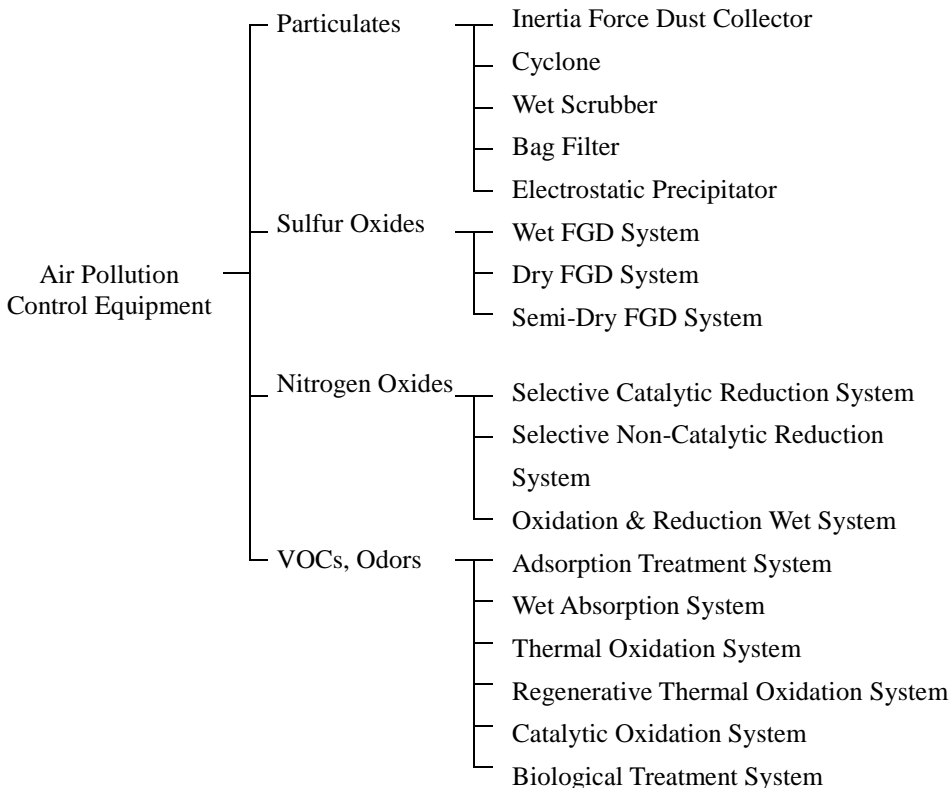 Air Pollution
Control Equipment
Particulates
Inertia Force Dust Collector
Cyclone
Wet Scrubber
Bag Filter
Electrostatic Precipitator
Sulfur Oxides
Wet FGD System
Dry FGD System
Semi-Dry FGD System
Nitrogen Oxides
Selective Catalytic Reduction System
Selective Non-Catalytic Reduction
System
Oxidation & Reduction Wet System
VOCs, Odors
Adsorption Treatment System
Wet Absorption System
Thermal Oxidation System
Regenerative Thermal Oxidation System
Catalytic Oxidation System
Biological Treatment System